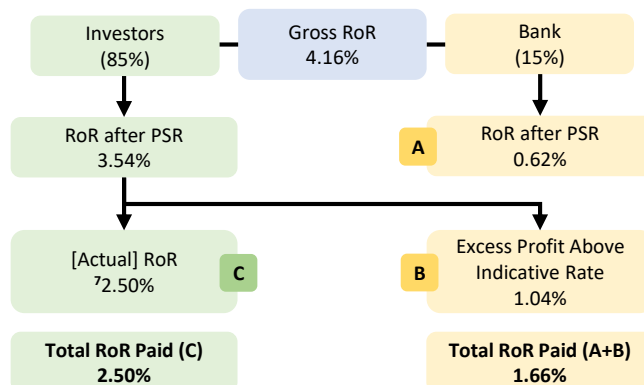 Investors
(85%)
Gross RoR
4.16%
Bank
(15%)
RoR after PSR
3.54%
A
RoR after PSR
0.62%
[Actual] RoR
⁷2.50%
C
B
Excess Profit Above
Indicative Rate
1.04%
Total RoR Paid (C)
2.50%
Total RoR Paid (A+B)
1.66%